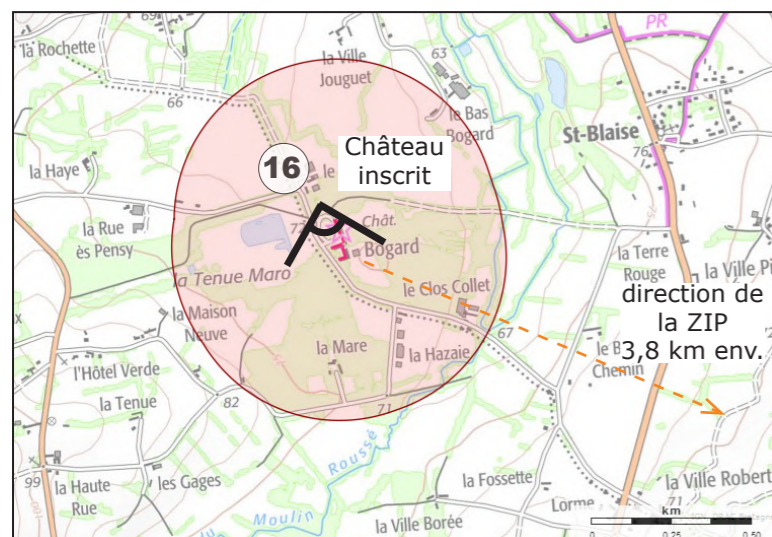 69
PR
la Rochette
la Ville
Jouguet
63
66
le Bas
Bogard
St-Blaise
76
16
Château
inscrit
la Haye
le
Chât.
la Rue
ès Pensy
Bogard
la Terre
Rouge
la Tenue Maro
le Clos Collet
la Ville Pi
direction de
la ZIP
3,8 km env.
la Maison
Neuve
67
la Mare
la Hazaie
Chemin
l'Hôtel Verde
la Tenue
82
71
Roussé
99
la Haute
Rue
les Gages
la Fossette
la Ville Robert
71
Lorme
km
Moulin
la Ville Borée
0
0,25
0,50